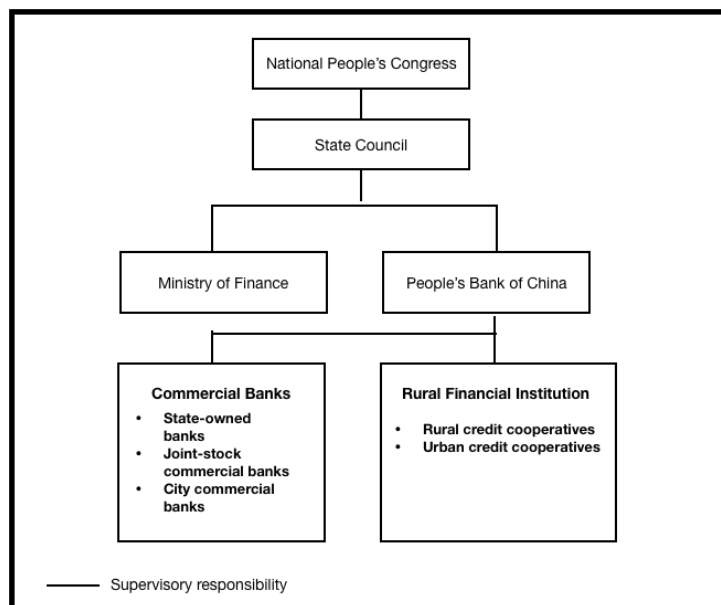 National People's Congress
State Council
Ministry of Finance
People's Bank of China
Commercial Banks
• State-owned
banks
• Joint-stock
commercial banks
• City commercial
banks
Rural Financial Institution
• Rural credit cooperatives
• Urban credit cooperatives
Supervisory responsibility